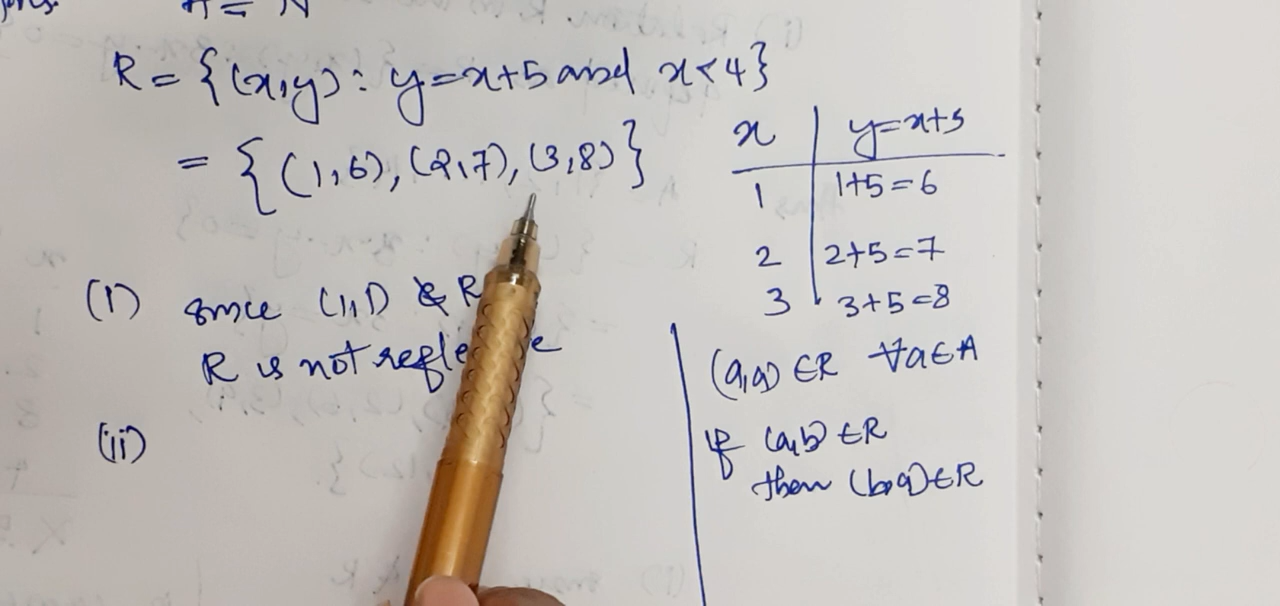 A = N
R = {(x,y): y=x+5 and x<4}
= {(1,6), (2,7), (3,8)}
x | y=x+5
1 | 1+5=6
2 | 2+5=7
3 | 3+5=8
(i) since (1,1) ∉ R
R is not
(ii)
(a,a) ∈R ∀a∈A
if (a,b) ∈R
then (b,a)∈R